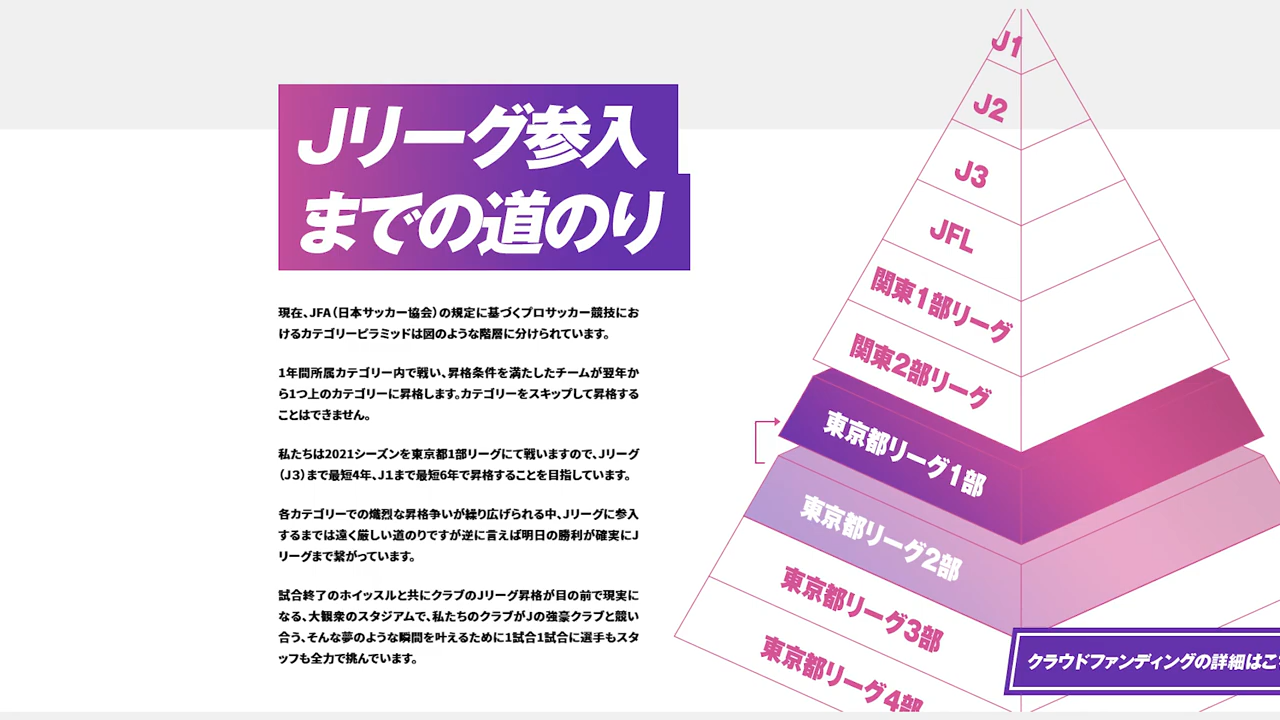 Jリーグ参入
までの道のり
現在、JFA（日本サッカー協会）の規定に基づくプロサッカー競技にお
けるカテゴリーピラミッドは図のような階層に分けられています。
1年間所属カテゴリー内で戦い、昇格条件を満たしたチームが翌年か
ら1つ上のカテゴリーに昇格します。カテゴリーをスキップして昇格する
ことはできません。
私たちは2021シーズンを東京都1部リーグにて戦いますので、Jリーグ
（J3）まで最短4年、J1まで最短6年で昇格することを目指しています。
各カテゴリーでの熾烈な昇格争いが繰り広げられる中、Jリーグに参入
するまでは遠く厳しい道のりですが逆に言えば明日の勝利が確実にJ
リーグまで繋がっています。
試合終了のホイッスルと共にクラブのJリーグ昇格が目の前で現実に
なる、大観衆のスタジアムで、私たちのクラブがJの強豪クラブと競い
合う、そんな夢のような瞬間を叶えるために1試合1試合に選手もスタ
ッフも全力で挑んでいます。
J1
J2
J3
JFL
関東1部リーグ
関東2部リーグ
東京都リーグ1部
東京都リーグ2部
東京都リーグ3部
東京都リーグ4部
クラウドファンディングの詳細はこ